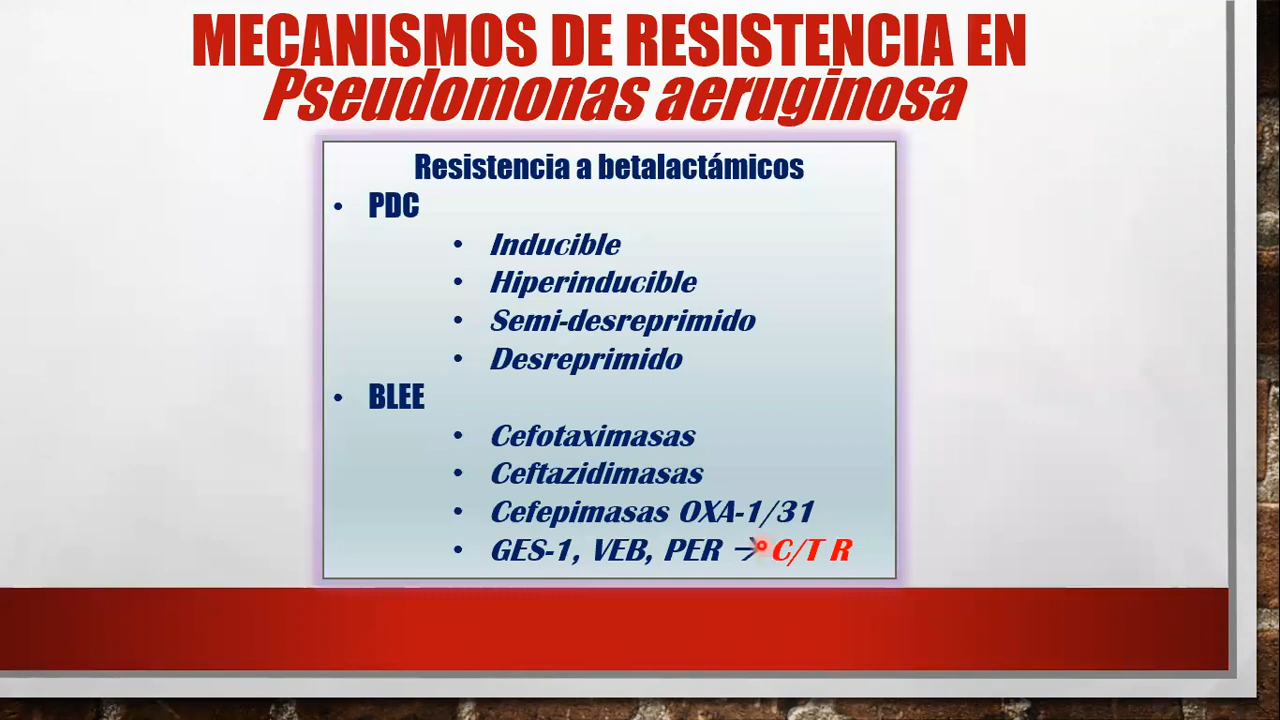 MECANISMOS DE RESISTENCIA EN
Pseudomonas aeruginosa
Resistencia a betalactámicos
• PDC
• Inducible
• Hiperinducible
• Semi-desreprimido
• Desreprimido
• BLEE
• Cefotaximasas
• Ceftazidimasas
• Cefepimasas OXA-1/31
• GES-1, VEB, PER → C/T R